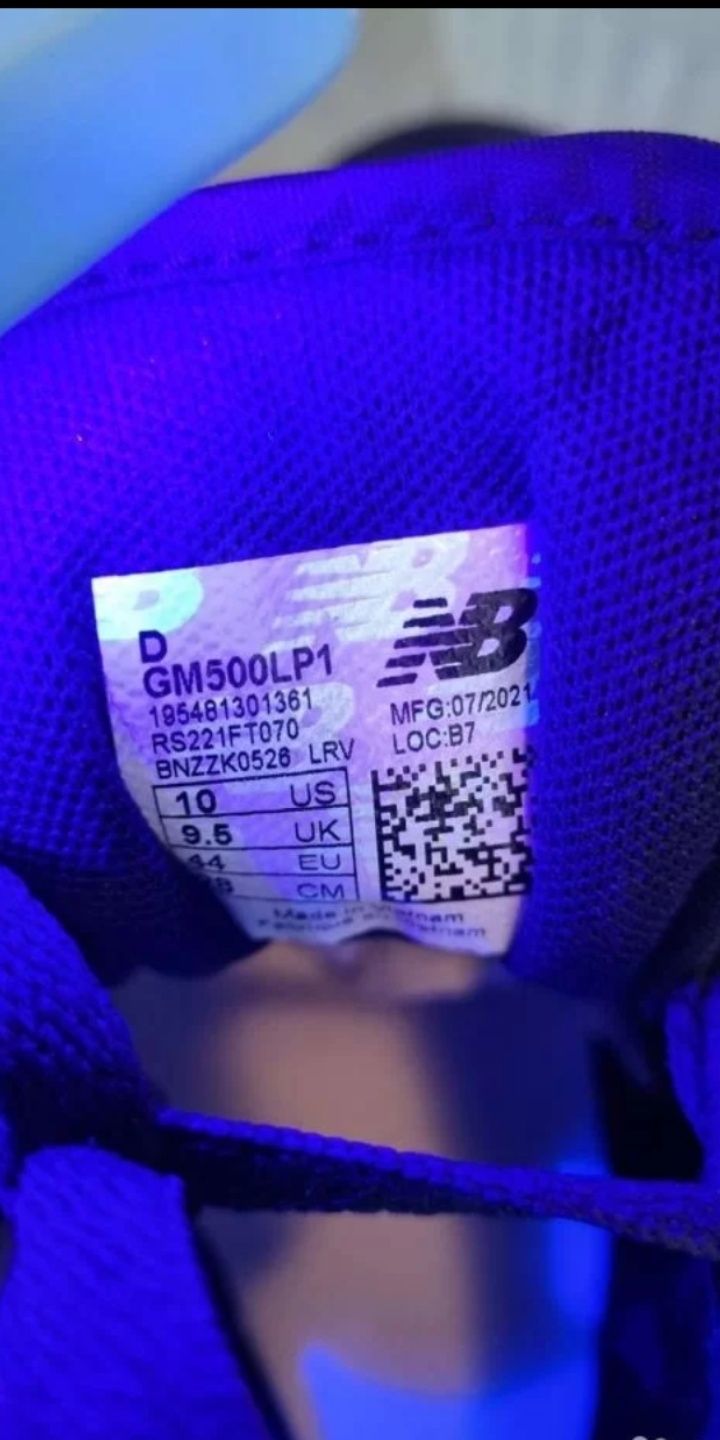 D
GM500LP1
195481301361
RS221FT070
BNZZK0526 LRV
NB
MFG:07/2021
LOC:B7
10 US
9.5 UK
44 EU
CM
Made in Vietnam